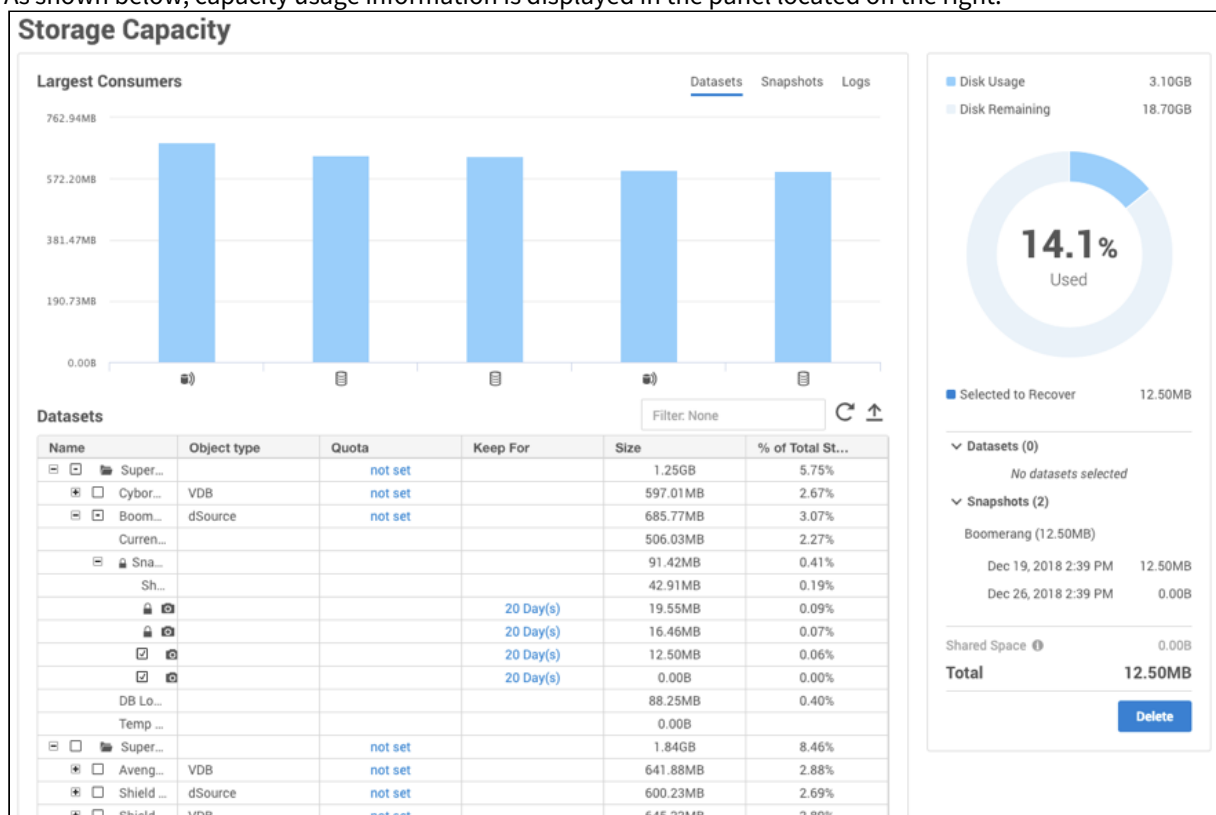 As shown below, capacity usage information is displayed in the panel located on the right.
Storage Capacity
Largest Consumers
Datasets Snapshots Logs
762.94MB
572.20MB
381.47MB
190.73MB
0.00B
Datasets
Filter: None
Name Object type Quota Keep For Size % of Total St...
Super... not set 1.25GB 5.75%
Cybor... VDB not set 597.01MB 2.67%
Boom... dSource not set 685.77MB 3.07%
Curren... 506.03MB 2.27%
Sna... 91.42MB 0.41%
Sh... 42.91MB 0.19%
20 Day(s) 19.55MB 0.09%
20 Day(s) 16.46MB 0.07%
20 Day(s) 12.50MB 0.06%
20 Day(s) 0.00B 0.00%
DB Lo... 88.25MB 0.40%
Temp ... 0.00B
Super... not set 1.84GB 8.46%
Aveng... VDB not set 641.88MB 2.88%
Shield ... dSource not set 600.23MB 2.69%
Shield VDB not set
Disk Usage 3.10GB
Disk Remaining 18.70GB
14.1%
Used
Selected to Recover 12.50MB
Datasets (0)
No datasets selected
Snapshots (2)
Boomerang (12.50MB)
Dec 19, 2018 2:39 PM 12.50MB
Dec 26, 2018 2:39 PM 0.00B
Shared Space 0.00B
Total 12.50MB
Delete